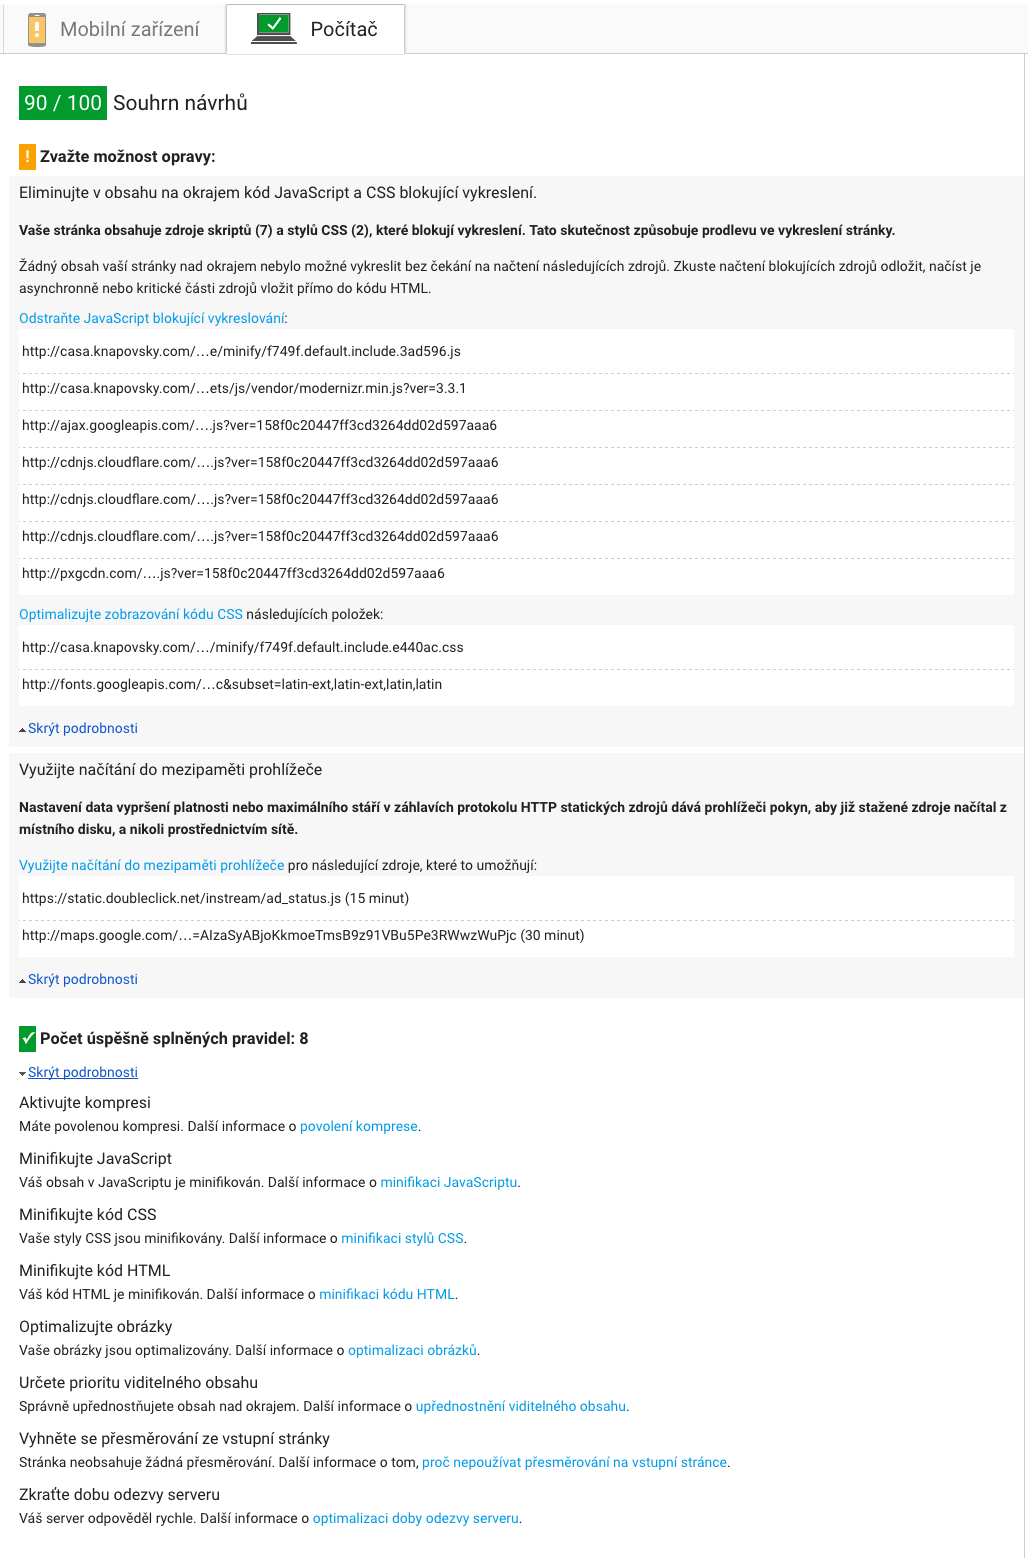 Mobilní zařízení
Počítač
90 / 100 Souhrn návrhů
! Zvažte možnost opravy:
Eliminujte v obsahu na okrajem kód JavaScript a CSS blokující vykreslení.
Vaše stránka obsahuje zdroje skriptů (7) a stylů CSS (2), které blokují vykreslení. Tato skutečnost způsobuje prodlevu ve vykreslení stránky.
Žádný obsah vaší stránky nad okrajem nebylo možné vykreslit bez čekání na načtení následujících zdrojů. Zkuste načtení blokujících zdrojů odložit, načíst je
asynchronně nebo kritické části zdrojů vložit přímo do kódu HTML.
Odstraňte JavaScript blokující vykreslování:
http://casa.knapovsky.com/…e/minify/f749f.default.include.3ad596.js
http://casa.knapovsky.com/…ets/js/vendor/modernizr.min.js?ver=3.3.1
http://ajax.googleapis.com/….js?ver=158f0c20447ff3cd3264dd02d597aaa6
http://cdnjs.cloudflare.com/….js?ver=158f0c20447ff3cd3264dd02d597aaa6
http://cdnjs.cloudflare.com/….js?ver=158f0c20447ff3cd3264dd02d597aaa6
http://cdnjs.cloudflare.com/….js?ver=158f0c20447ff3cd3264dd02d597aaa6
http://pxgcdn.com/….js?ver=158f0c20447ff3cd3264dd02d597aaa6
Optimalizujte zobrazování kódu CSS následujících položek:
http://casa.knapovsky.com/…/minify/f749f.default.include.e440ac.css
http://fonts.googleapis.com/…c&subset=latin-ext,latin-ext,latin,latin
Skrýt podrobnosti
Využijte načítání do mezipaměti prohlížeče
Nastavení data vypršení platnosti nebo maximálního stáří v záhlavích protokolu HTTP statických zdrojů dává prohlížeči pokyn, aby již stažené zdroje načítal z
místního disku, a nikoli prostřednictvím sítě.
Využijte načítání do mezipaměti prohlížeče pro následující zdroje, které to umožňují:
https://static.doubleclick.net/instream/ad_status.js (15 minut)
http://maps.google.com/…=AIzaSyABjoKkmoeTmsB9z91VBu5Pe3RWwzWuPjc (30 minut)
Skrýt podrobnosti
Počet úspěšně splněných pravidel: 8
Skrýt podrobnosti
Aktivujte kompresi
Máte povolenou kompresi. Další informace o povolení komprese.
Minifikujte JavaScript
Váš obsah v JavaScriptu je minifikován. Další informace o minifikaci JavaScriptu.
Minifikujte kód CSS
Vaše styly CSS jsou minifikovány. Další informace o minifikaci stylů CSS.
Minifikujte kód HTML
Váš kód HTML je minifikován. Další informace o minifikaci kódu HTML.
Optimalizujte obrázky
Vaše obrázky jsou optimalizovány. Další informace o optimalizaci obrázků.
Určete prioritu viditelného obsahu
Správně upřednostňujete obsah nad okrajem. Další informace o upřednostnění viditelného obsahu.
Vyhněte se přesměrování ze vstupní stránky
Stránka neobsahuje žádná přesměrování. Další informace o tom, proč nepoužívat přesměrování na vstupní stránce.
Zkraťte dobu odezvy serveru
Váš server odpověděl rychle. Další informace o optimalizaci doby odezvy serveru.